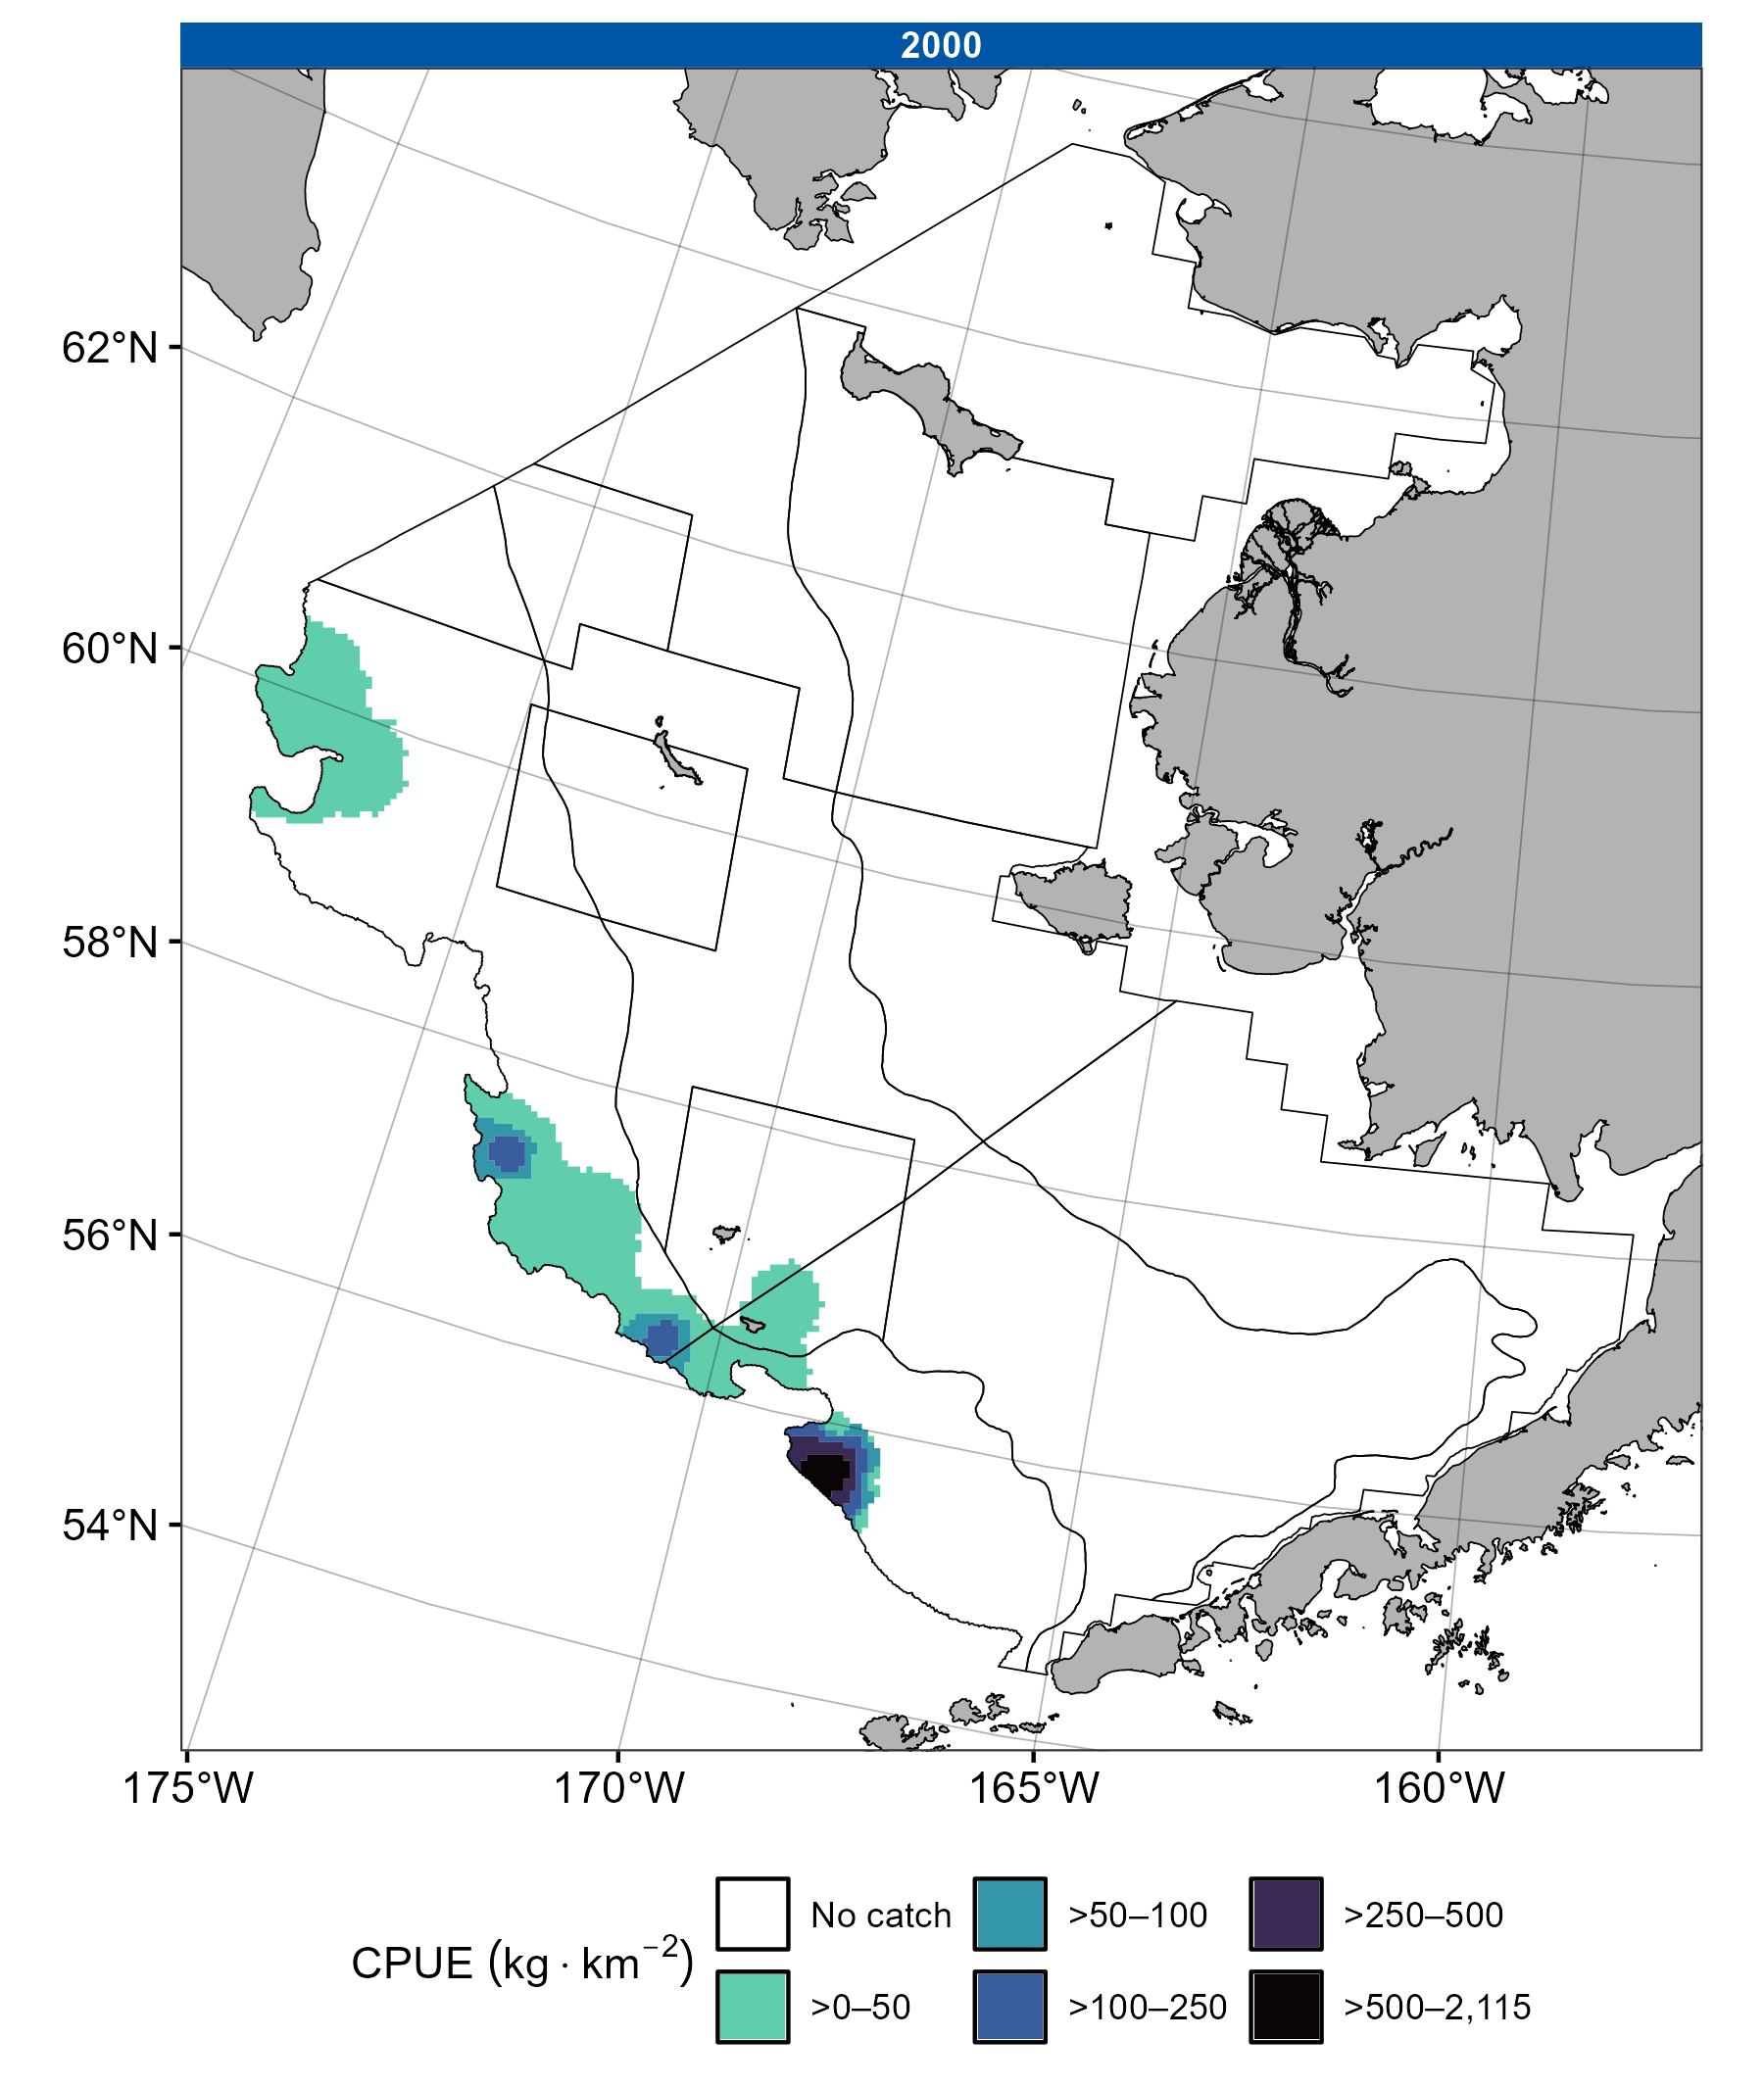 2000
62°N
60°N
58°N
56°N
54°N
175°W 170°W 165°W 160°W
CPUE (kg · km⁻²)
No catch >50–100 >250–500
>0–50 >100–250 >500–2,115